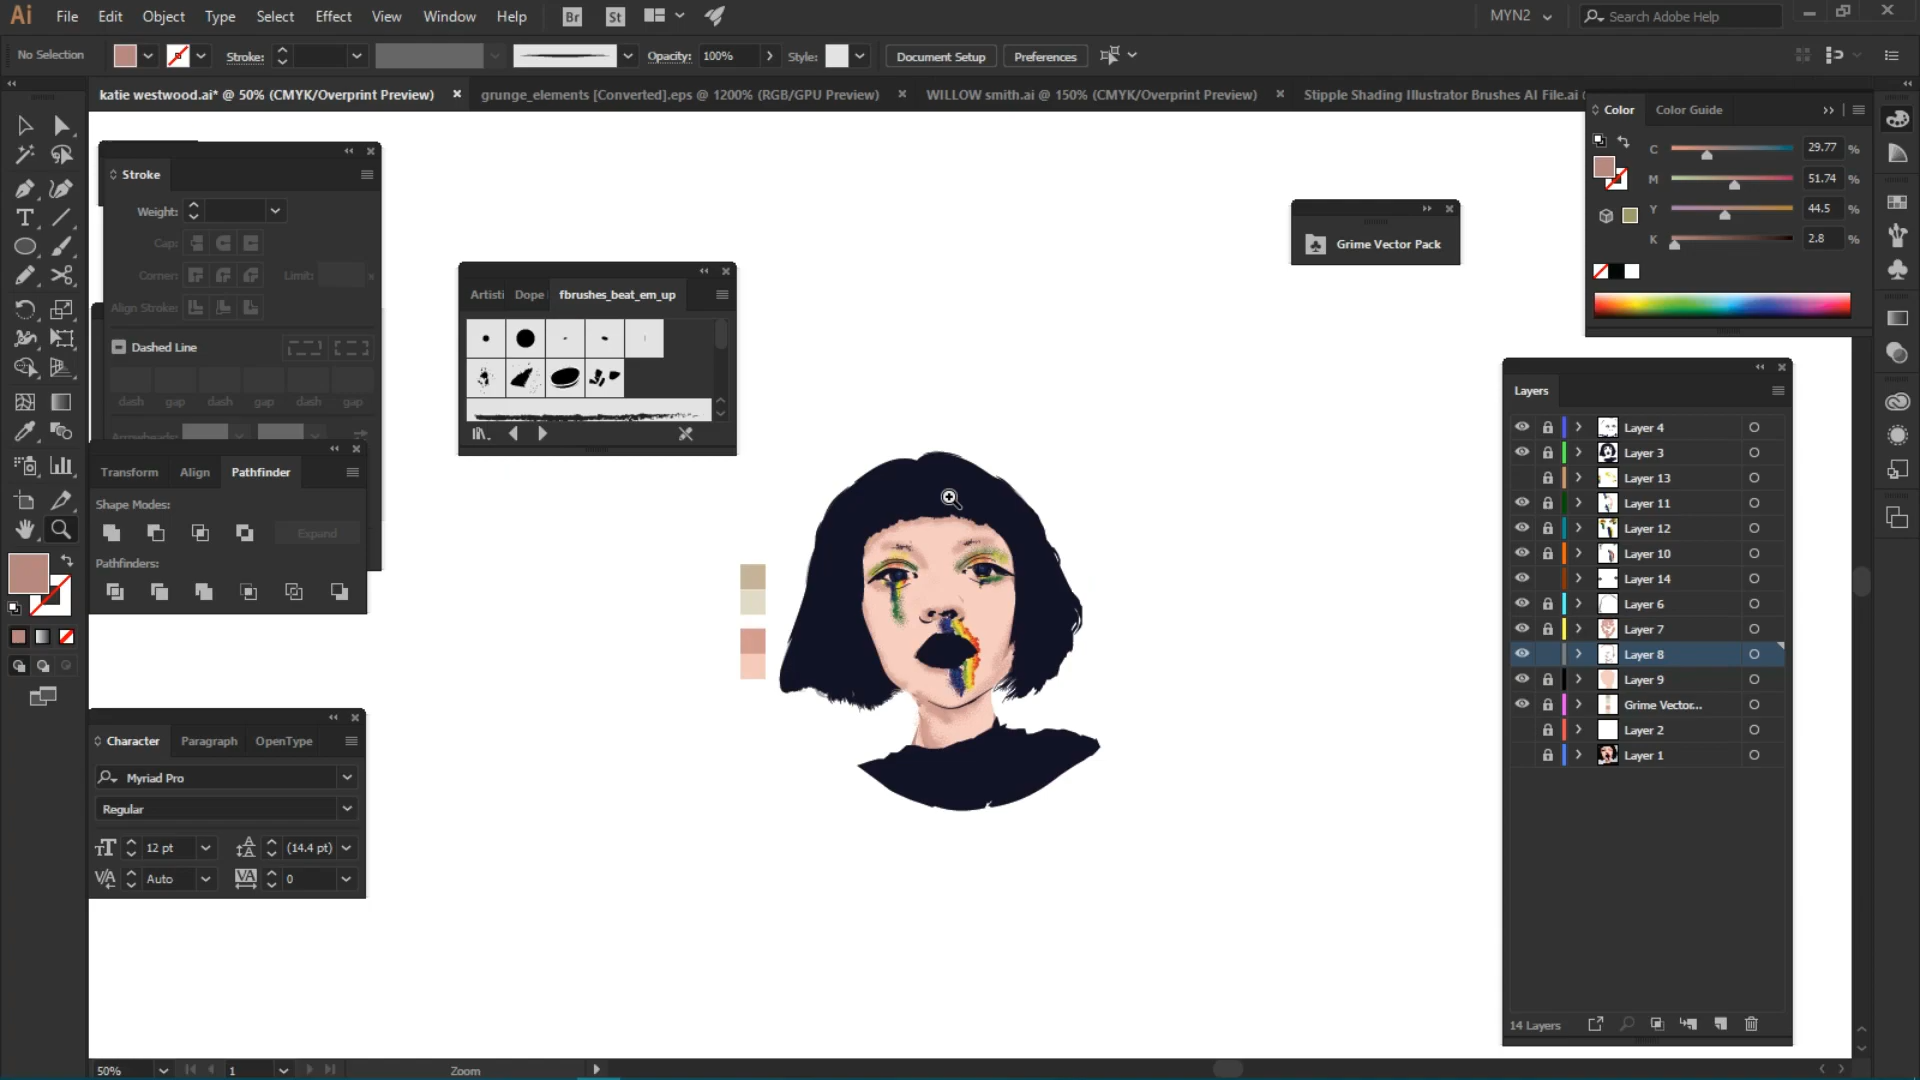 Ai File Edit Object Type Select Effect View Window Help Br St MYN2 Search Adobe Help
No Selection Stroke: Opacity: 100% Style: Document Setup Preferences
katie westwood.ai* @ 50% (CMYK/Overprint Preview) × grunge_elements [Converted].eps @ 1200% (RGB/GPU Preview) × WILLOW smith.ai @ 150% (CMYK/Overprint Preview) × Stipple Shading Illustrator Brushes AI File.ai
Color Color Guide
C 29.77 %
M 51.74 %
Y 44.5 %
K 2.8 %
Stroke
Weight:
Cap:
Corner: Limit:
Align Stroke:
Dashed Line
dash gap dash gap dash gap
Arrowheads:
Artisti Dope fbrushes_beat_em_up
Grime Vector Pack
Transform Align Pathfinder
Shape Modes:
Expand
Pathfinders:
Character Paragraph OpenType
Myriad Pro
Regular
12 pt (14.4 pt)
Auto 0
Layers
Layer 4
Layer 3
Layer 13
Layer 11
Layer 12
Layer 10
Layer 14
Layer 6
Layer 7
Layer 8
Layer 9
Grime Vector...
Layer 2
Layer 1
14 Layers
50% 1 Zoom